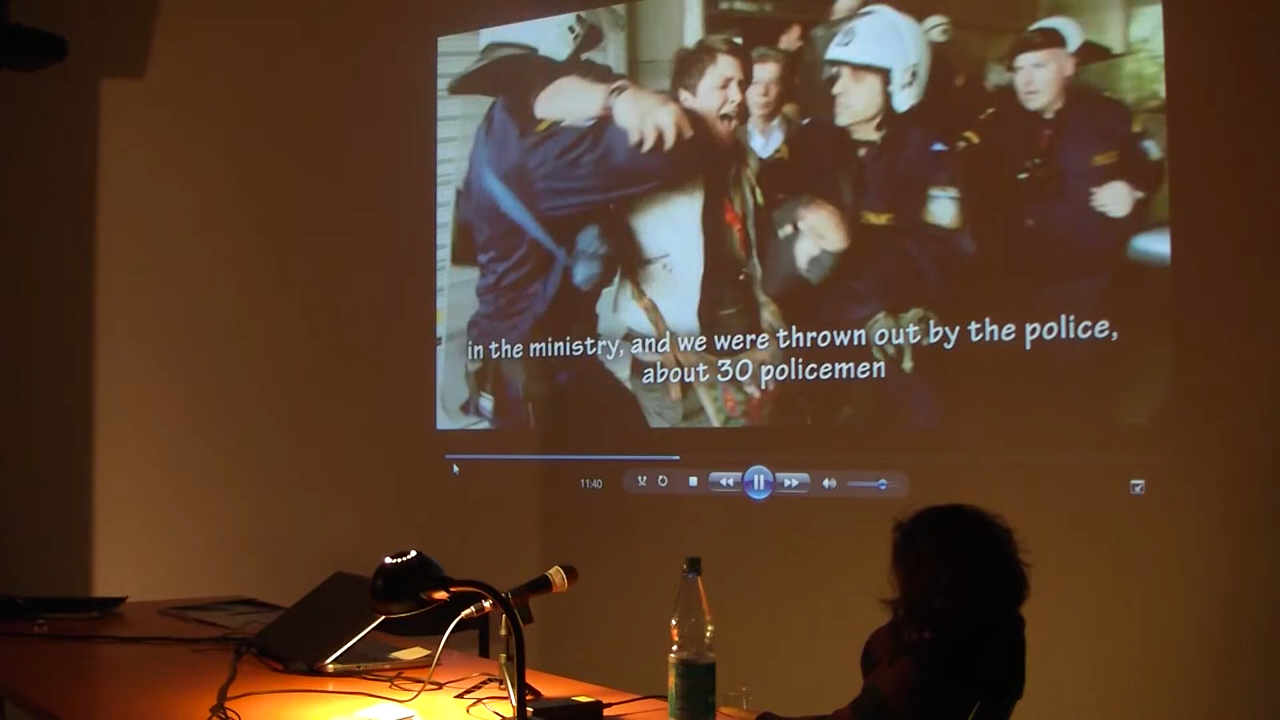 in the ministry, and we were thrown out by the police,
about 30 policemen
11:40